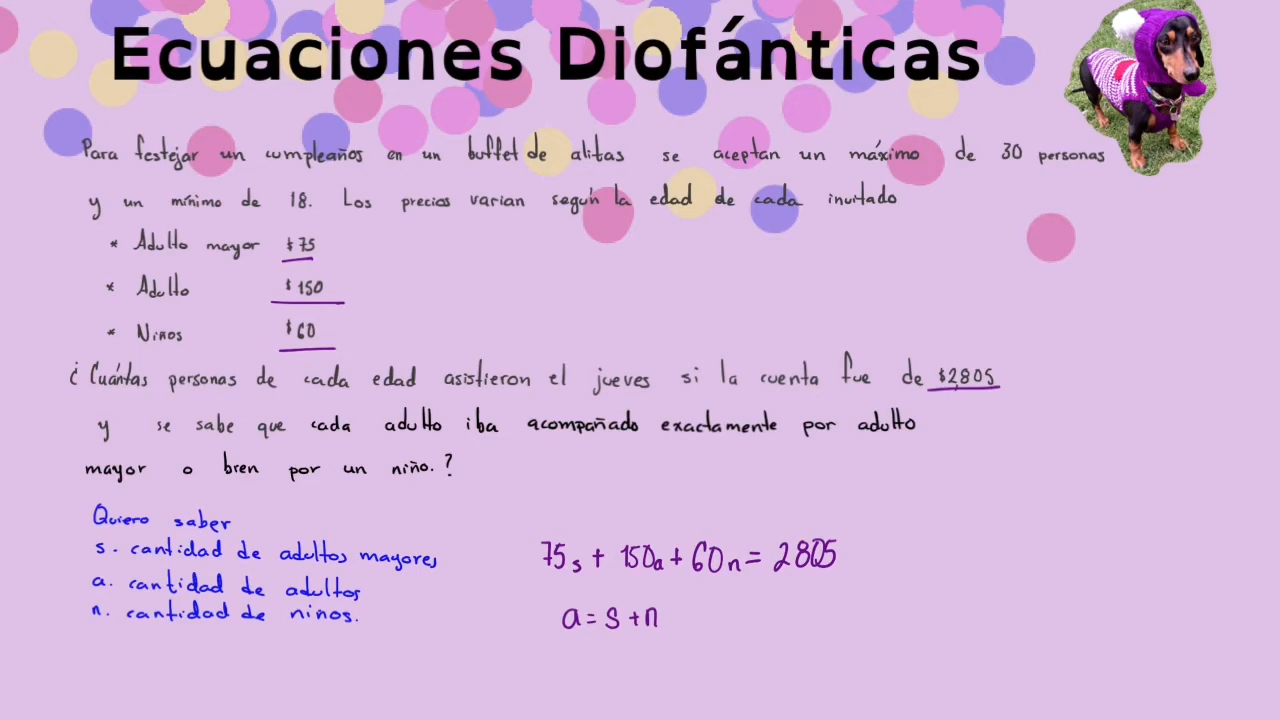 Ecuaciones Diofánticas
Para festejar un cumpleaños en un buffet de alitas se aceptan un máximo de 30 personas
y un mínimo de 18. Los precios varian según la edad de cada invitado
* Adulto mayor $75
* Adulto $150
* Niños $60
¿Cuántas personas de cada edad asistieron el jueves si la cuenta fue de $2,805
y se sabe que cada adulto iba acompañado exactamente por adulto
mayor o bien por un niño.?
Quiero saber
s. cantidad de adultos mayores
a. cantidad de adultos
n. cantidad de niños.
75s + 150a + 60n = 2805
a = s + n